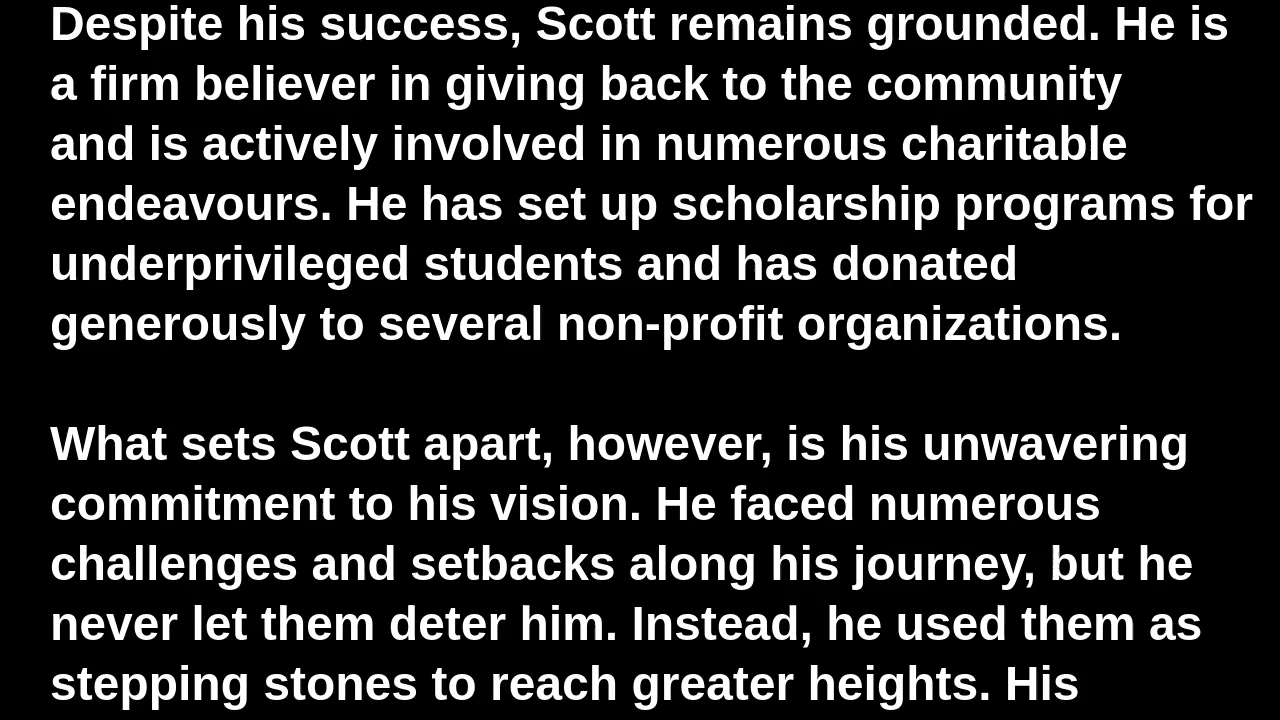 Despite his success, Scott remains grounded. He is
a firm believer in giving back to the community
and is actively involved in numerous charitable
endeavours. He has set up scholarship programs for
underprivileged students and has donated
generously to several non-profit organizations.
What sets Scott apart, however, is his unwavering
commitment to his vision. He faced numerous
challenges and setbacks along his journey, but he
never let them deter him. Instead, he used them as
stepping stones to reach greater heights. His